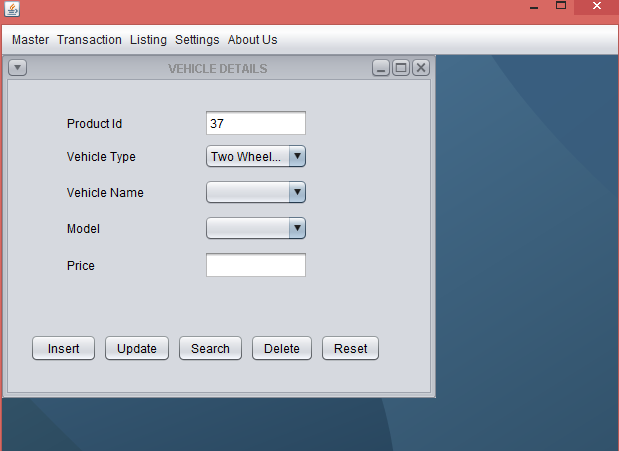 Master Transaction Listing Settings About Us
VEHICLE DETAILS
Product Id 37
Vehicle Type Two Wheel...
Vehicle Name
Model
Price
Insert Update Search Delete Reset